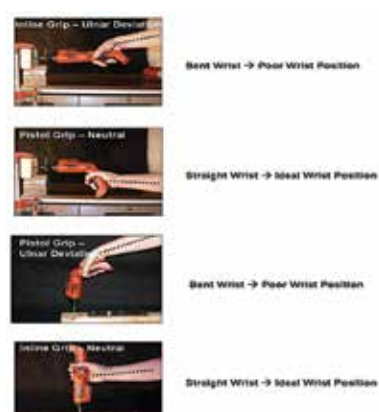 Inline Grip – Ulnar Deviation
Bent Wrist → Poor Wrist Position
Pistol Grip – Neutral
Straight Wrist → Ideal Wrist Position
Pistol Grip –
Ulnar Deviation
Bent Wrist → Poor Wrist Position
Inline Grip – Neutral
Straight Wrist → Ideal Wrist Position